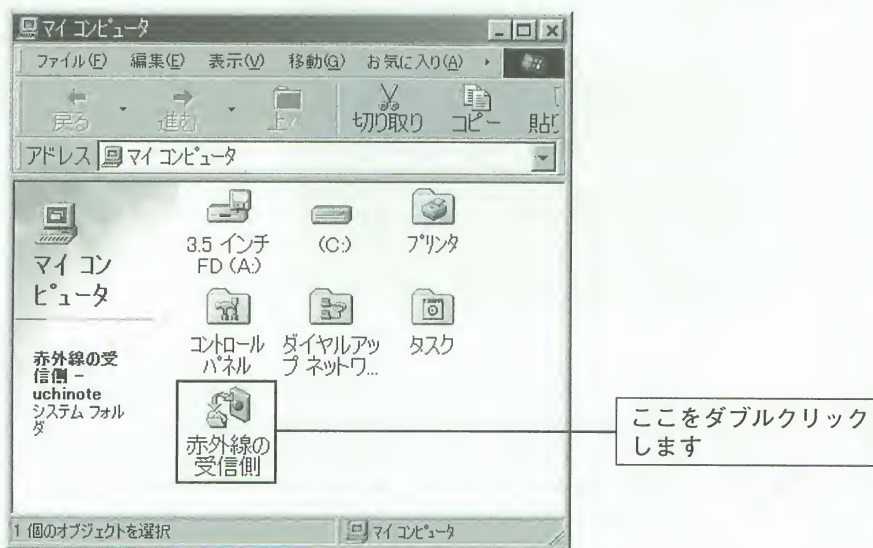 マイ コンピュータ
ファイル(F) 編集(E) 表示(V) 移動(G) お気に入り(A)
戻る 進む 上へ 切り取り コピー
アドレス マイ コンピュータ
マイ コン
ピュータ
赤外線の受
信側 -
uchinote
システム フォル
ダ
3.5 インチ
FD (A:)
(C:)
プリンタ
コントロール
パネル
ダイヤルアッ
プ ネットワ...
タスク
赤外線の
受信側
ここをダブルクリック
します
1 個のオブジェクトを選択
マイ コンピュータ